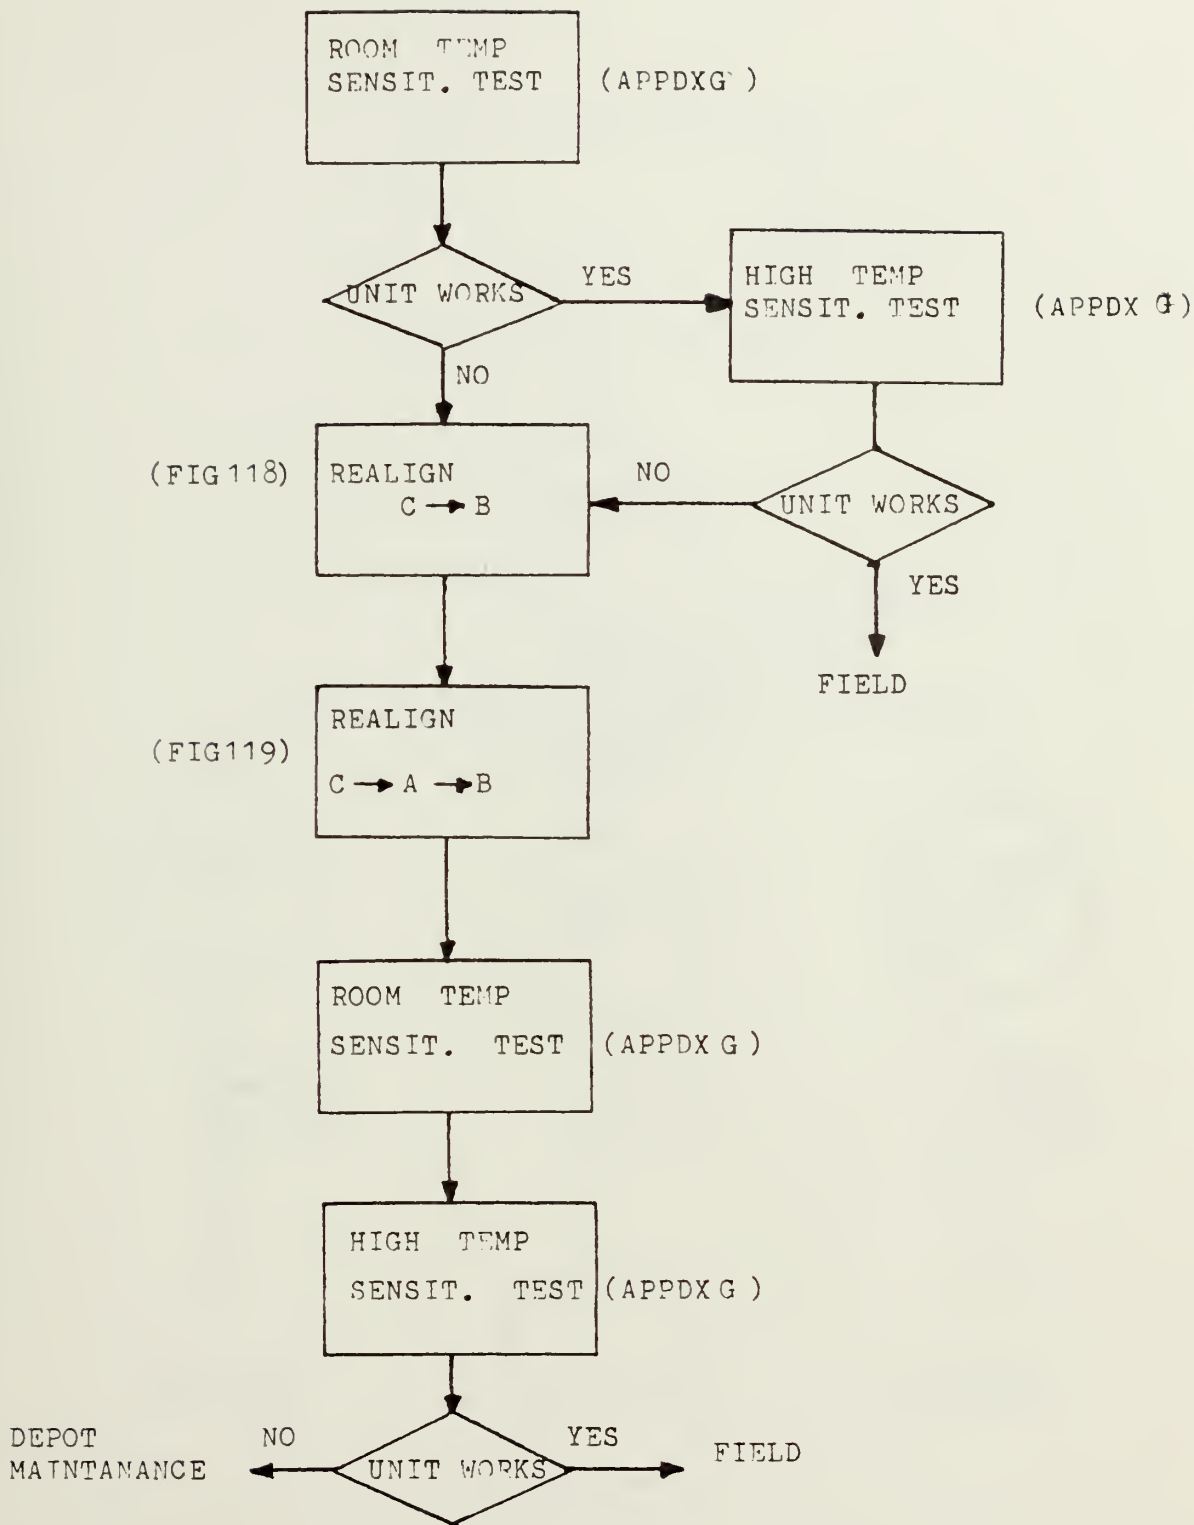 ROOM TEMP
SENSIT. TEST
(APPDXG )
UNIT WORKS
YES
HIGH TEMP
SENSIT. TEST
(APPDX G)
NO
(FIG 118)
REALIGN
C → B
NO
UNIT WORKS
YES
FIELD
(FIG119)
REALIGN
C → A → B
ROOM TEMP
SENSIT. TEST
(APPDX G )
HIGH TEMP
SENSIT. TEST
(APPDX G )
DEPOT
MAINTANANCE
NO
UNIT WORKS
YES
FIELD